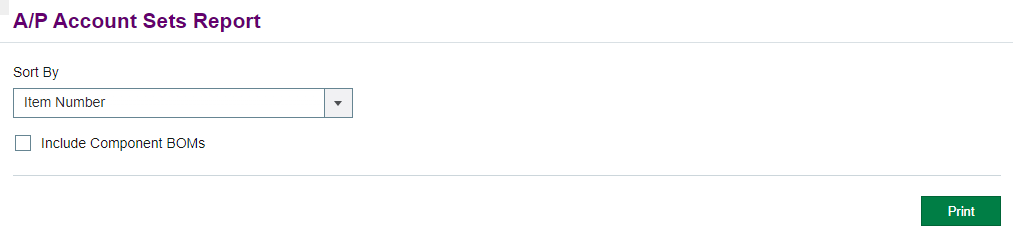 A/P Account Sets Report
Sort By
Item Number
Include Component BOMs
Print